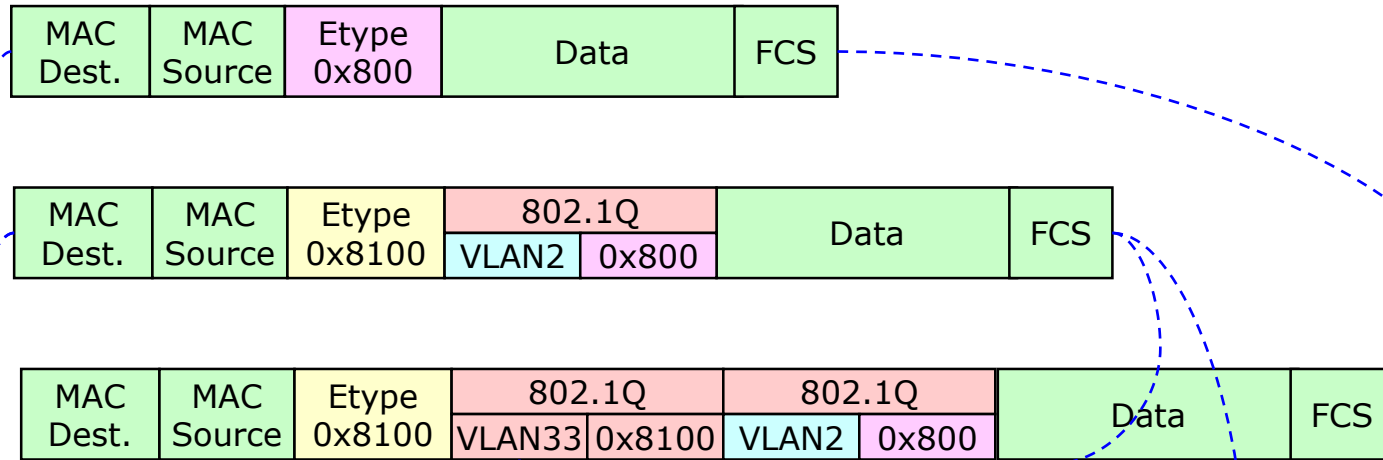 MAC Dest.
MAC Source
Etype 0x800
Data
FCS
MAC Dest.
MAC Source
Etype 0x8100
802.1Q
VLAN2
0x800
Data
FCS
MAC Dest.
MAC Source
Etype 0x8100
802.1Q
VLAN33
0x8100
802.1Q
VLAN2
0x800
Data
FCS